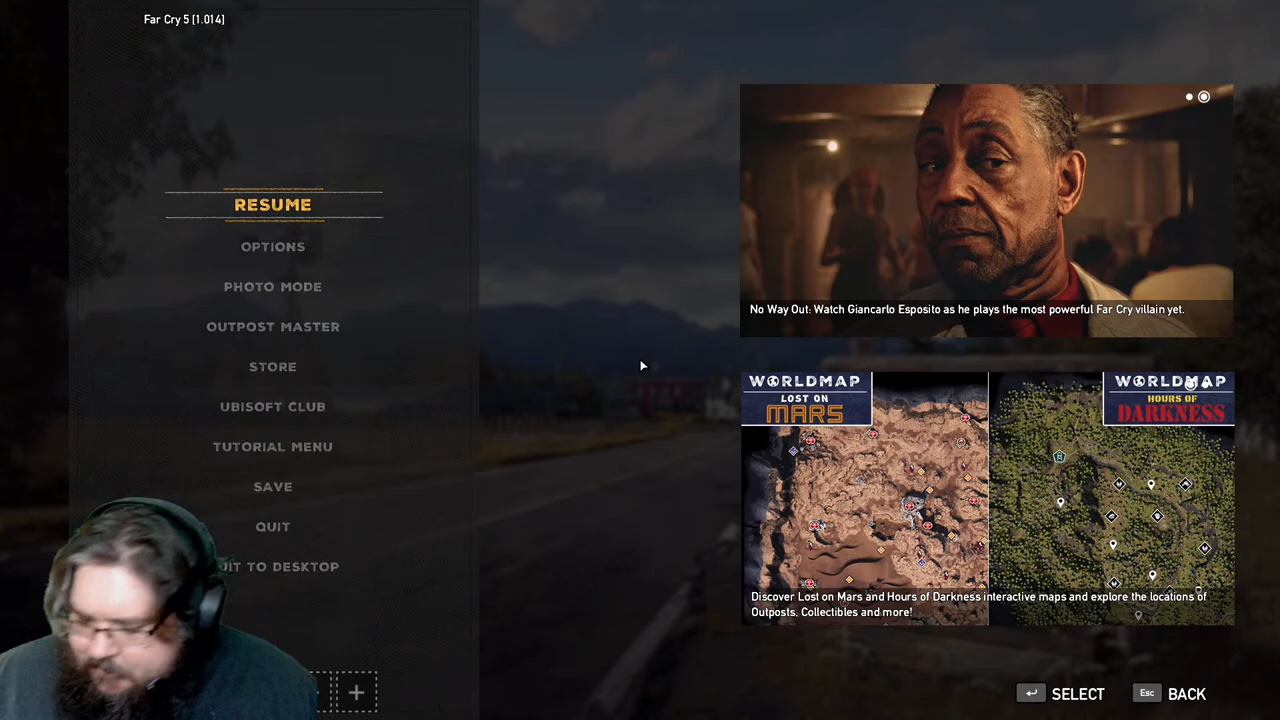 Far Cry 5 [1.014]
RESUME
OPTIONS
PHOTO MODE
OUTPOST MASTER
STORE
UBISOFT CLUB
TUTORIAL MENU
SAVE
QUIT
UIT TO DESKTOP
No Way Out: Watch Giancarlo Esposito as he plays the most powerful Far Cry villain yet.
WORLDMAP
LOST ON
MARS
WORLDMAP
HOURS OF
DARKNESS
Discover Lost on Mars and Hours of Darkness interactive maps and explore the locations of
Outposts, Collectibles and more!
SELECT
Esc BACK